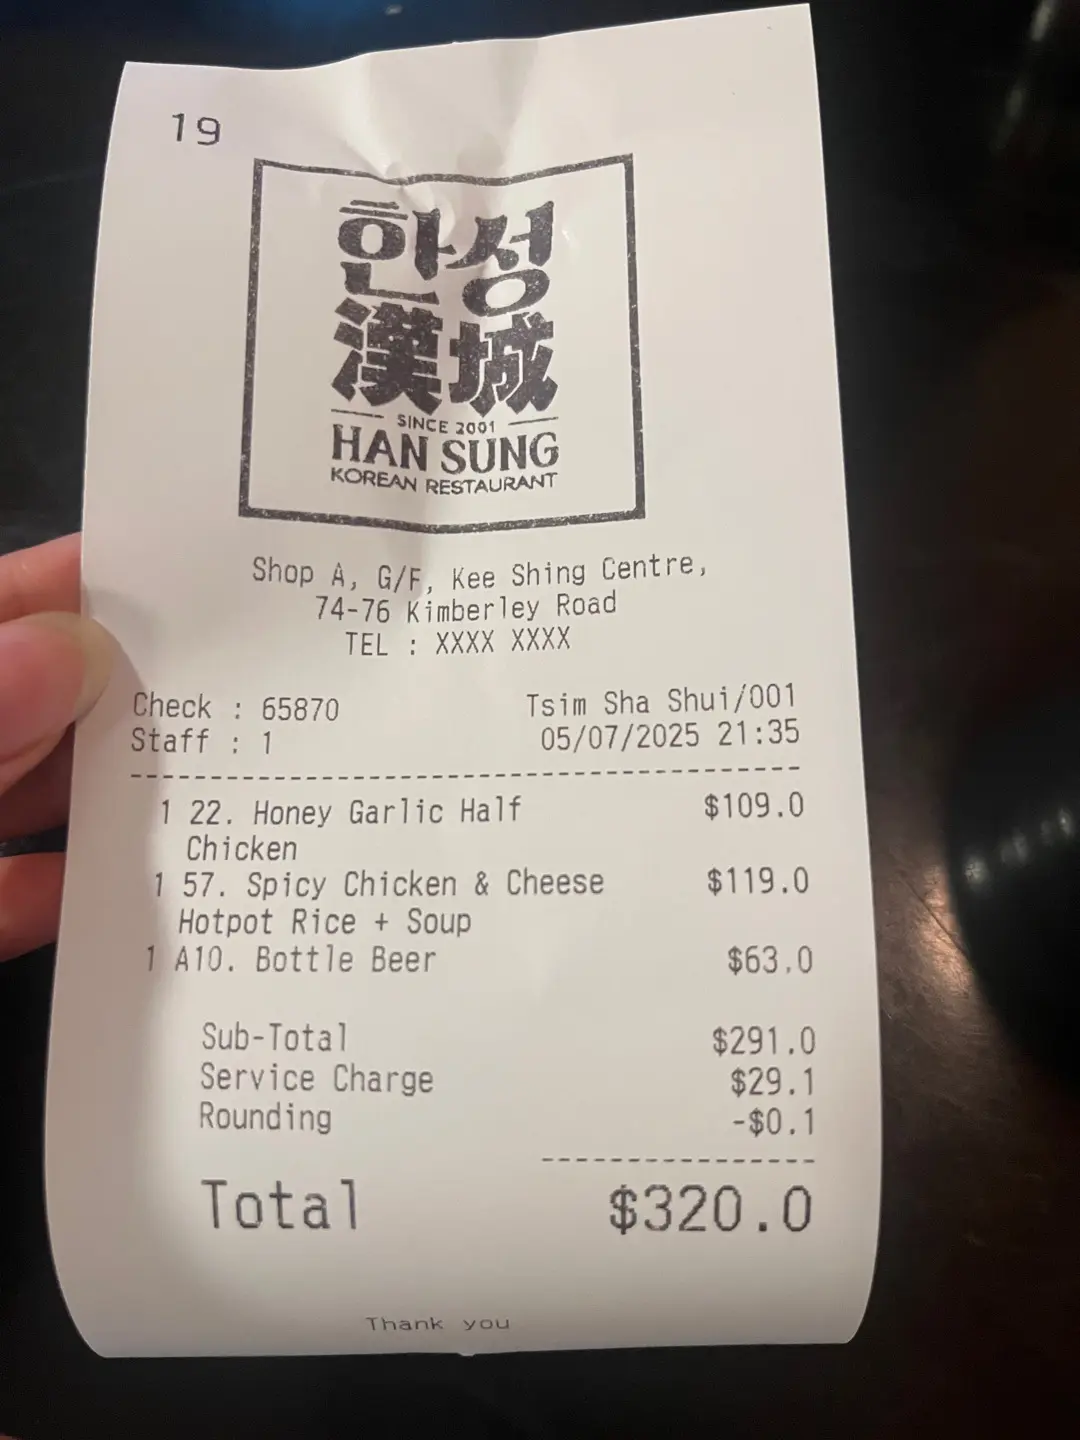 19
한성
漢城
SINCE 2001
HAN SUNG
KOREAN RESTAURANT
Shop A, G/F, Kee Shing Centre,
74-76 Kimberley Road
TEL : XXXX XXXX
Check : 65870 Tsim Sha Shui/001
Staff : 1 05/07/2025 21:35
1 22. Honey Garlic Half $109.0
Chicken
1 57. Spicy Chicken & Cheese $119.0
Hotpot Rice + Soup
1 A10. Bottle Beer $63.0
Sub-Total $291.0
Service Charge $29.1
Rounding -$0.1
Total $320.0
Thank you